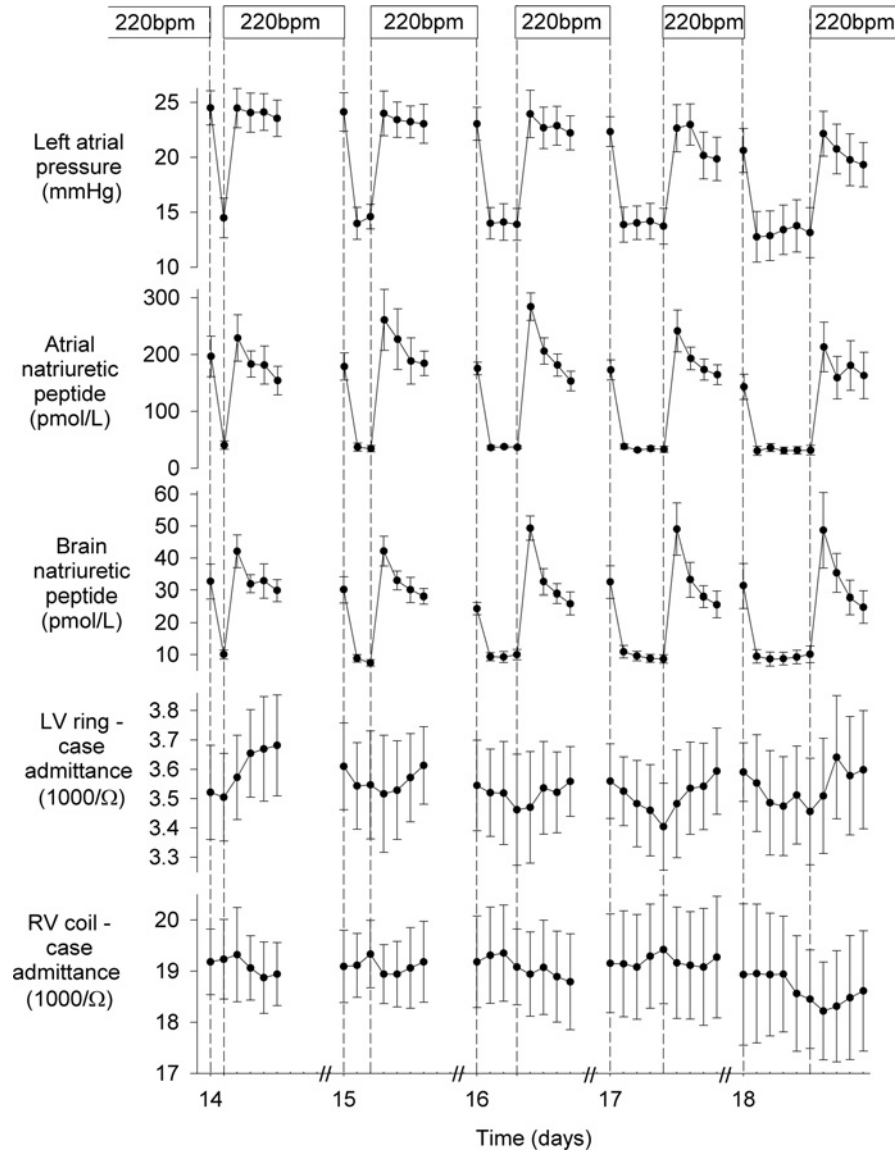 220bpm 220bpm 220bpm 220bpm 220bpm 220bpm
Left atrial
pressure
(mmHg)
25
20
15
10
Atrial
natriuretic
peptide
(pmol/L)
300
200
100
0
Brain
natriuretic
peptide
(pmol/L)
60
50
40
30
20
10
LV ring -
case
admittance
(1000/Ω)
3.8
3.7
3.6
3.5
3.4
3.3
RV coil -
case
admittance
(1000/Ω)
20
19
18
17
14 // 15 // 16 // 17 // 18
Time (days)